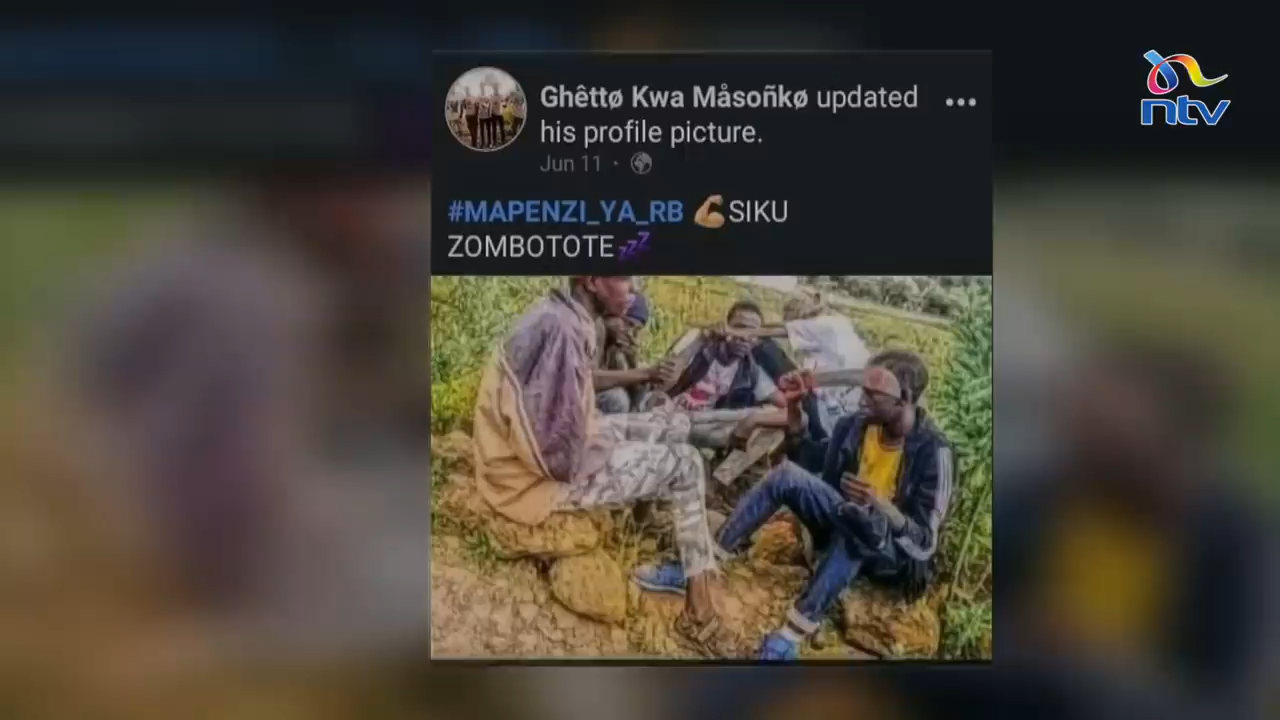 Ghêttø Kwa Måsoñkø updated
his profile picture.
Jun 11 ·
#MAPENZI_YA_RB 💪SIKU
ZOMBOTOTE💤
ntv